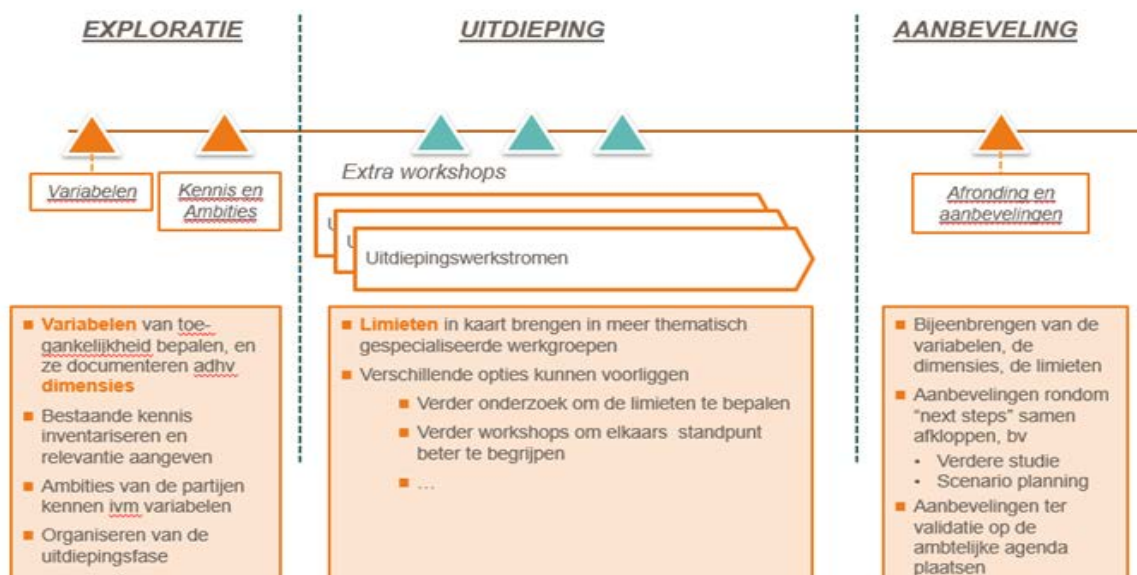 EXPLORATIE
UITDIEPING
AANBEVELING
Variabelen
Kennis en
Ambities
Extra workshops
U
U
Uitdiepingswerkstromen
Afronding en
aanbevelingen
Variabelen van toe-
gankelijkheid bepalen, en
ze documenteren adhv
dimensies
Bestaande kennis
inventariseren en
relevantie aangeven
Ambities van de partijen
kennen ivm variabelen
Organiseren van de
uitdiepingsfase
Limieten in kaart brengen in meer thematisch
gespecialiseerde werkgroepen
Verschillende opties kunnen voorliggen
Verder onderzoek om de limieten te bepalen
Verder workshops om elkaars standpunt
beter te begrijpen
...
Bijeenbrengen van de
variabelen, de
dimensies, de limieten
Aanbevelingen rondom
"next steps" samen
afkloppen, bv
• Verdere studie
• Scenario planning
Aanbevelingen ter
validatie op de
ambtelijke agenda
plaatsen